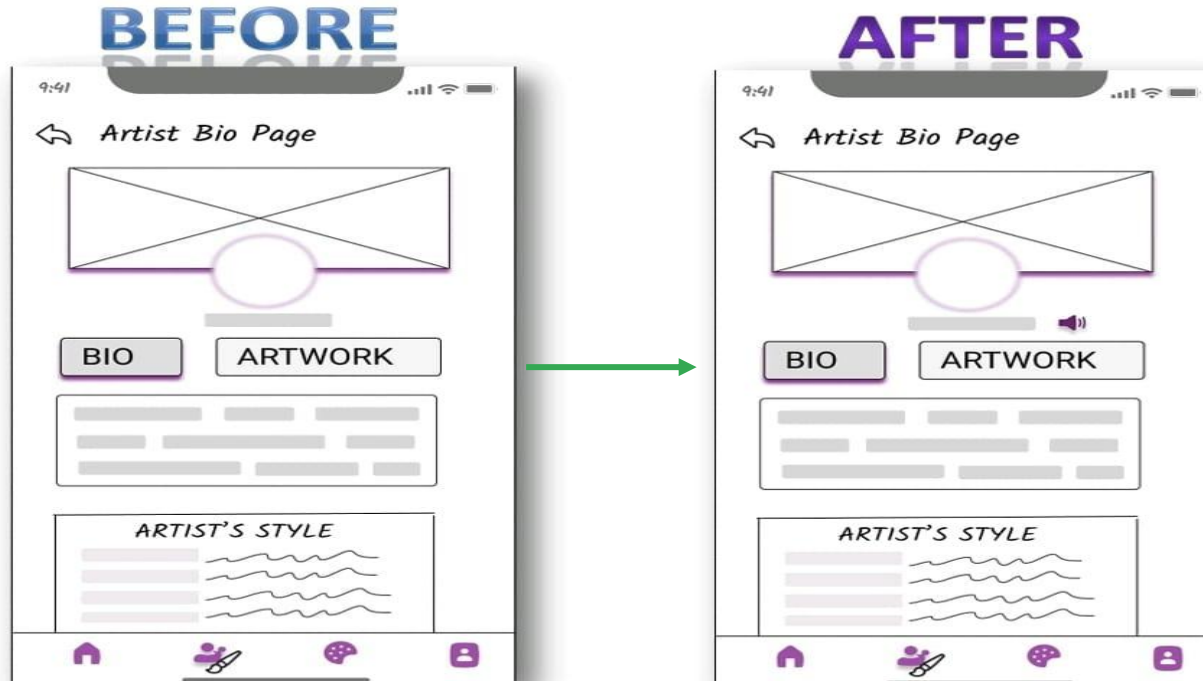 BEFORE
9:41
Artist Bio Page
BIO ARTWORK
ARTIST'S STYLE
AFTER
9:41
Artist Bio Page
BIO ARTWORK
ARTIST'S STYLE